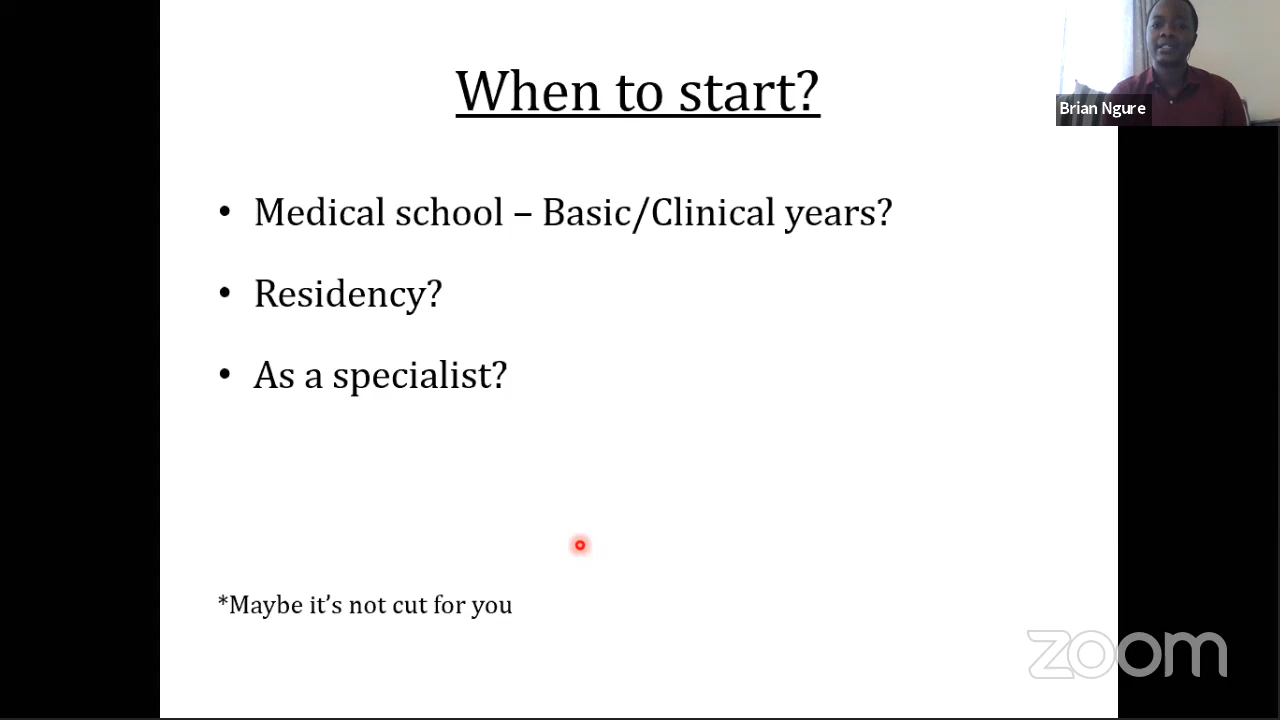 When to start?
Brian Ngure
• Medical school – Basic/Clinical years?
• Residency?
• As a specialist?
*Maybe it's not cut for you
zoom